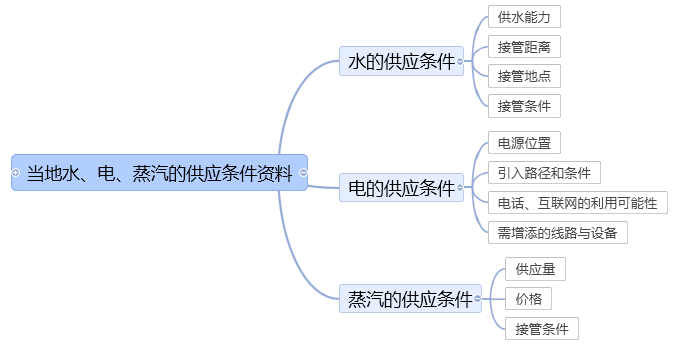 当地水、电、蒸汽的供应条件资料
水的供应条件
供水能力
接管距离
接管地点
接管条件
电的供应条件
电源位置
引入路径和条件
电话、互联网的利用可能性
需增添的线路与设备
蒸汽的供应条件
供应量
价格
接管条件